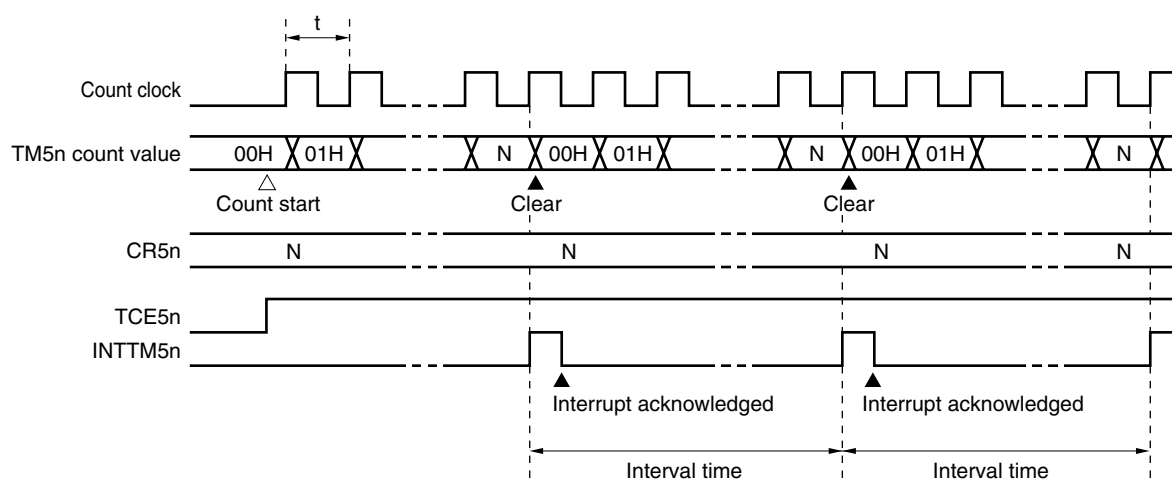 t
Count clock
TM5n count value 00H 01H N 00H 01H N 00H 01H N
Count start Clear Clear
CR5n N N N N
TCE5n
INTTM5n
Interrupt acknowledged Interrupt acknowledged
Interval time Interval time